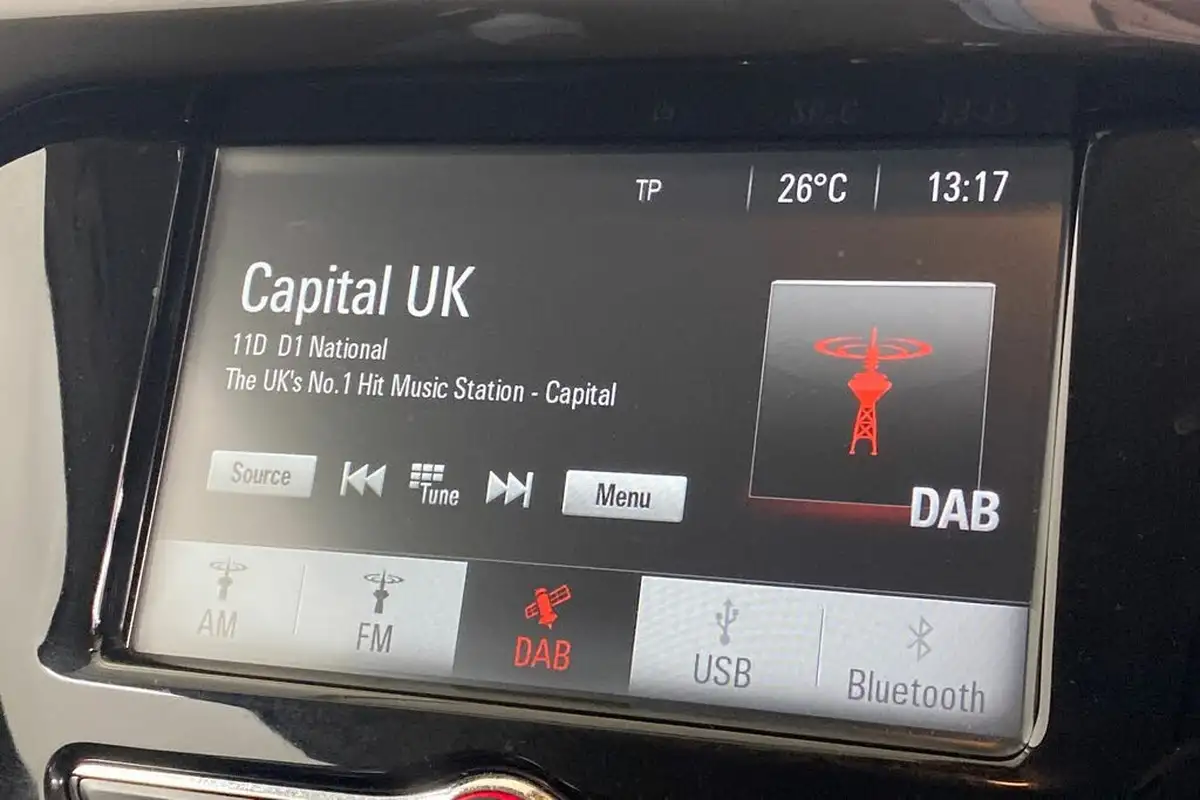 TP 26°C 13:17
Capital UK
11D D1 National
The UK's No.1 Hit Music Station - Capital
Source Tune Menu
DAB
AM FM DAB USB Bluetooth